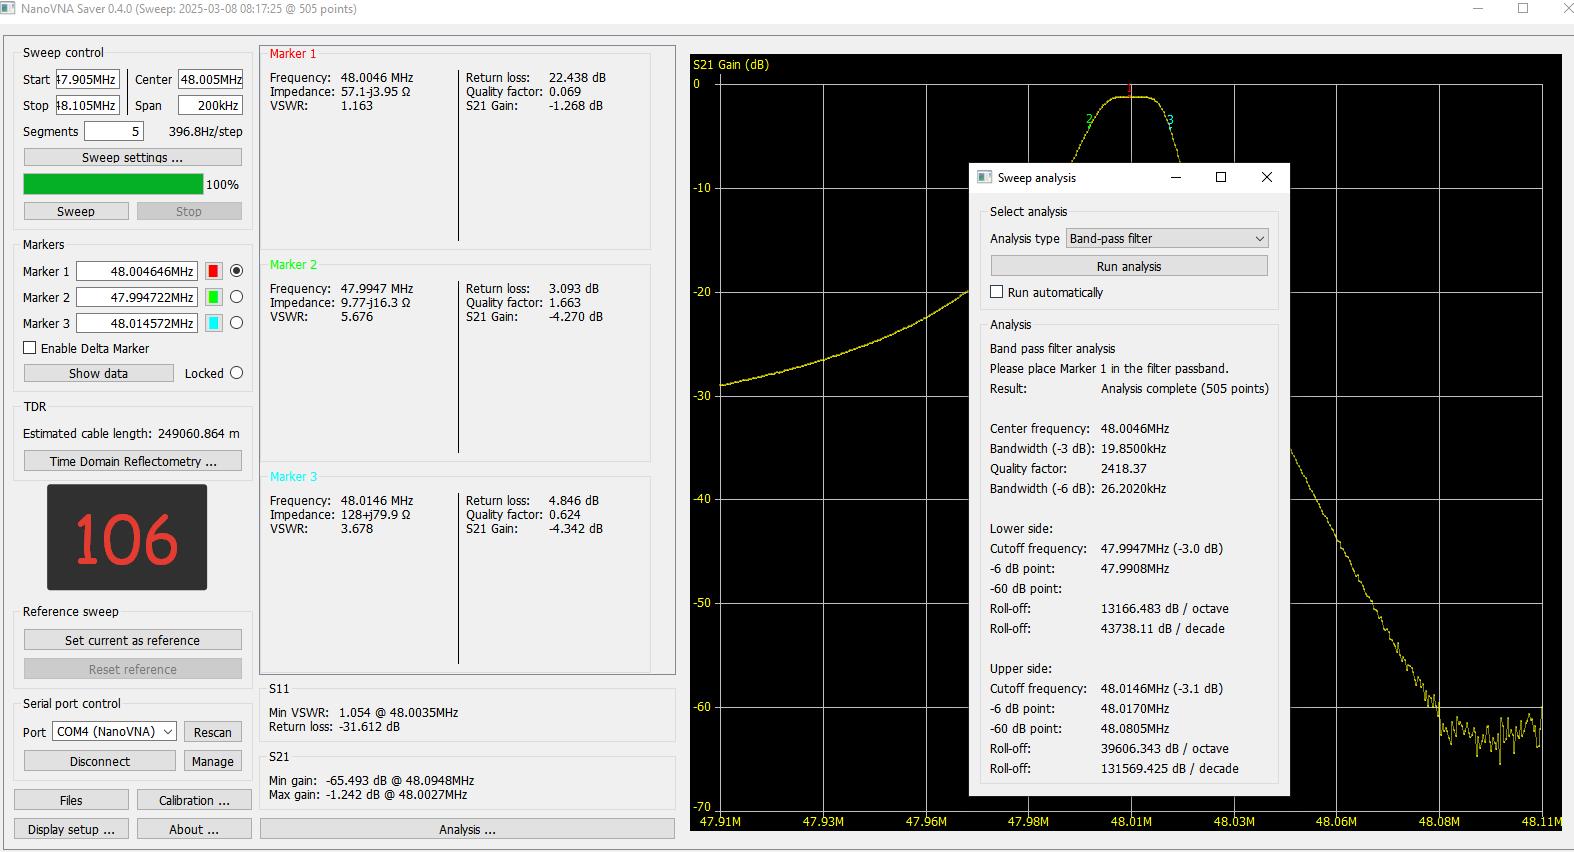 NanoVNA Saver 0.4.0 (Sweep: 2025-03-08 08:17:25 @ 505 points)
Sweep control
Start 47.905MHz Center 48.005MHz
Stop 48.105MHz Span 200kHz
Segments 5 396.8Hz/step
Sweep settings ...
100%
Sweep Stop
Markers
Marker 1 48.004646MHz
Marker 2 47.994722MHz
Marker 3 48.014572MHz
Enable Delta Marker
Show data Locked
TDR
Estimated cable length: 249060.864 m
Time Domain Reflectometry ...
106
Reference sweep
Set current as reference
Reset reference
Serial port control
Port COM4 (NanoVNA) Rescan
Disconnect Manage
Files Calibration ...
Display setup ... About ...
Marker 1
Frequency: 48.0046 MHz Return loss: 22.438 dB
Impedance: 57.1-j3.95 Ω Quality factor: 0.069
VSWR: 1.163 S21 Gain: -1.268 dB
Marker 2
Frequency: 47.9947 MHz Return loss: 3.093 dB
Impedance: 9.77-j16.3 Ω Quality factor: 1.663
VSWR: 5.676 S21 Gain: -4.270 dB
Marker 3
Frequency: 48.0146 MHz Return loss: 4.846 dB
Impedance: 128+j79.9 Ω Quality factor: 0.624
VSWR: 3.678 S21 Gain: -4.342 dB
S11
Min VSWR: 1.054 @ 48.0035MHz
Return loss: -31.612 dB
S21
Min gain: -65.493 dB @ 48.0948MHz
Max gain: -1.242 dB @ 48.0027MHz
Analysis ...
S21 Gain (dB)
0
-10
-20
-30
-40
-50
-60
-70
1
2
3
47.91M 47.93M 47.96M 47.98M 48.01M 48.03M 48.06M 48.08M 48.11M
Sweep analysis
Select analysis
Analysis type Band-pass filter
Run analysis
Run automatically
Analysis
Band pass filter analysis
Please place Marker 1 in the filter passband.
Result: Analysis complete (505 points)
Center frequency: 48.0046MHz
Bandwidth (-3 dB): 19.8500kHz
Quality factor: 2418.37
Bandwidth (-6 dB): 26.2020kHz
Lower side:
Cutoff frequency: 47.9947MHz (-3.0 dB)
-6 dB point: 47.9908MHz
-60 dB point:
Roll-off: 13166.483 dB / octave
Roll-off: 43738.11 dB / decade
Upper side:
Cutoff frequency: 48.0146MHz (-3.1 dB)
-6 dB point: 48.0170MHz
-60 dB point: 48.0805MHz
Roll-off: 39606.343 dB / octave
Roll-off: 131569.425 dB / decade